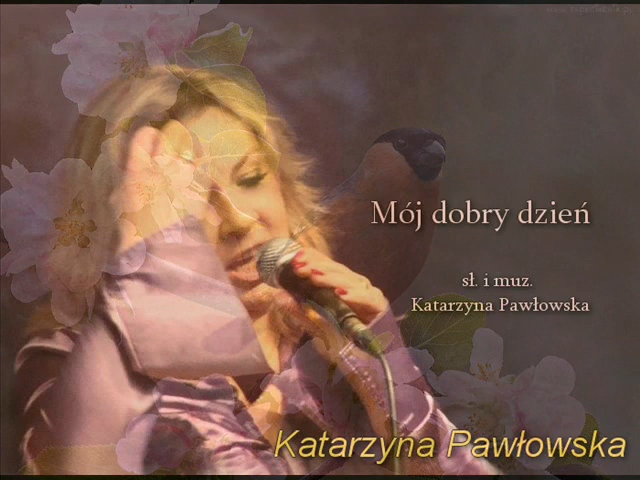 Mój dobry dzień
sł. i muz.
Katarzyna Pawłowska
Katarzyna Pawłowska